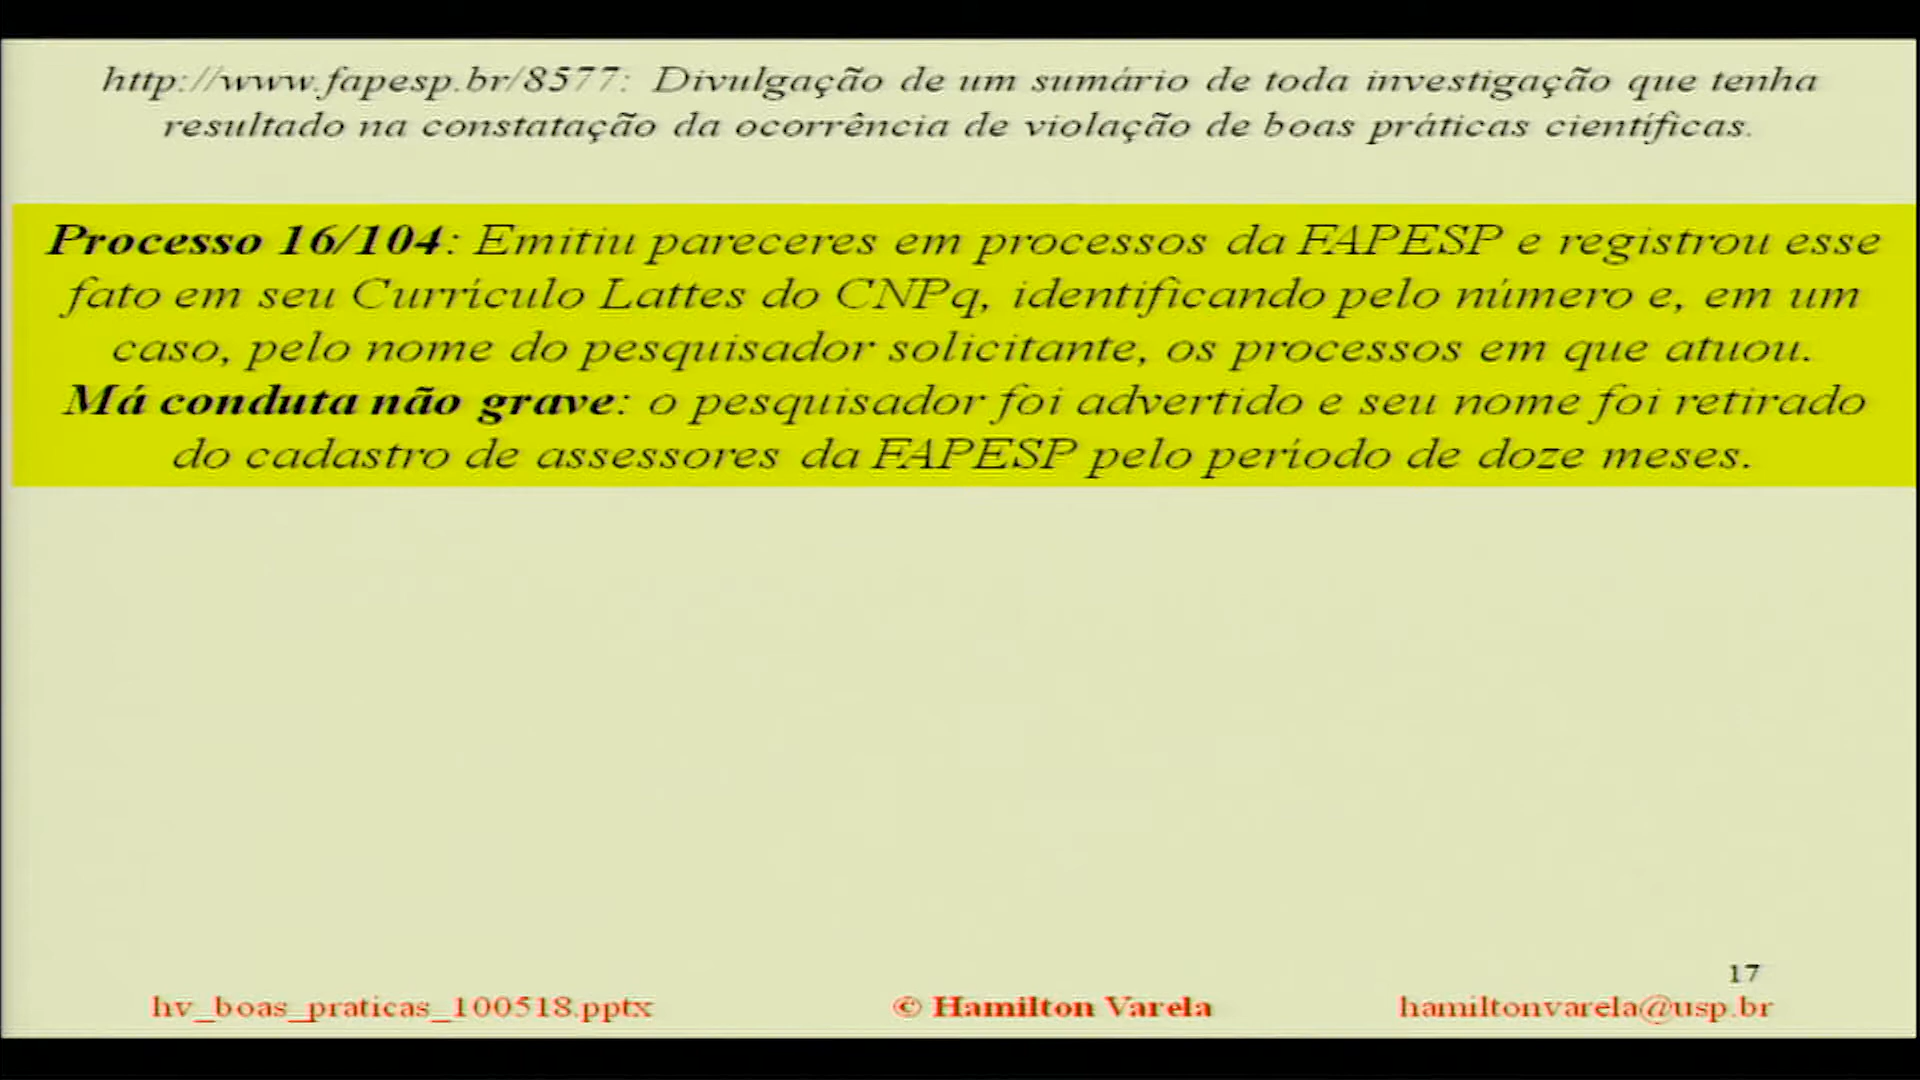 http://www.fapesp.br/8577: Divulgação de um sumário de toda investigação que tenha
resultado na constatação da ocorrência de violação de boas práticas científicas.
Processo 16/104: Emitiu pareceres em processos da FAPESP e registrou esse
fato em seu Currículo Lattes do CNPq, identificando pelo número e, em um
caso, pelo nome do pesquisador solicitante, os processos em que atuou.
Má conduta não grave: o pesquisador foi advertido e seu nome foi retirado
do cadastro de assessores da FAPESP pelo período de doze meses.
17
hv_boas_praticas_100518.pptx © Hamilton Varela hamiltonvarela@usp.br